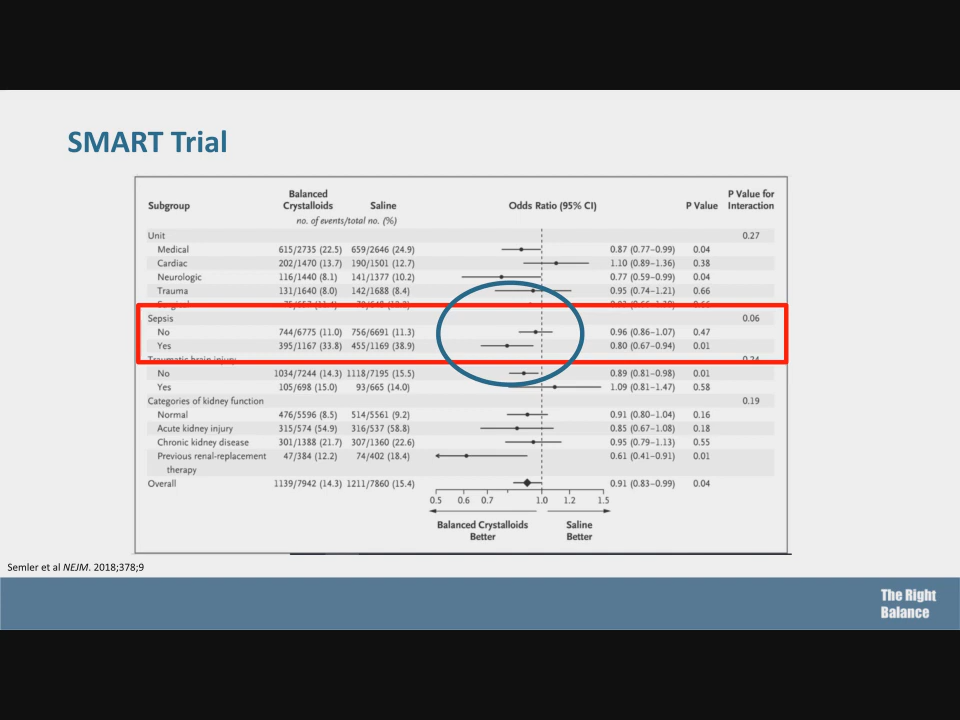 SMART Trial
Balanced
P Value for
Subgroup Crystalloids Saline Odds Ratio (95% CI) P Value Interaction
no. of events/total no. (%)
Unit 0.27
Medical 615/2735 (22.5) 659/2646 (24.9) 0.87 (0.77–0.99) 0.04
Cardiac 202/1470 (13.7) 190/1501 (12.7) 1.10 (0.89–1.36) 0.38
Neurologic 116/1440 (8.1) 141/1377 (10.2) 0.77 (0.59–0.99) 0.04
Trauma 131/1640 (8.0) 142/1688 (8.4) 0.95 (0.74–1.21) 0.66
Sepsis 0.06
No 744/6775 (11.0) 756/6691 (11.3) 0.96 (0.86–1.07) 0.47
Yes 395/1167 (33.8) 455/1169 (38.9) 0.80 (0.67–0.94) 0.01
Traumatic brain injury 0.24
No 1034/7244 (14.3) 1118/7195 (15.5) 0.89 (0.81–0.98) 0.01
Yes 105/698 (15.0) 93/665 (14.0) 1.09 (0.81–1.47) 0.58
Categories of kidney function 0.19
Normal 476/5596 (8.5) 514/5561 (9.2) 0.91 (0.80–1.04) 0.16
Acute kidney injury 315/574 (54.9) 316/537 (58.8) 0.85 (0.67–1.08) 0.18
Chronic kidney disease 301/1388 (21.7) 307/1360 (22.6) 0.95 (0.79–1.13) 0.55
Previous renal-replacement 47/384 (12.2) 74/402 (18.4) 0.61 (0.41–0.91) 0.01
therapy
Overall 1139/7942 (14.3) 1211/7860 (15.4) 0.91 (0.83–0.99) 0.04
0.5 0.6 0.7 1.0 1.2 1.5
Balanced Crystalloids Saline
Better Better
Semler et al NEJM. 2018;378;9
The Right
Balance